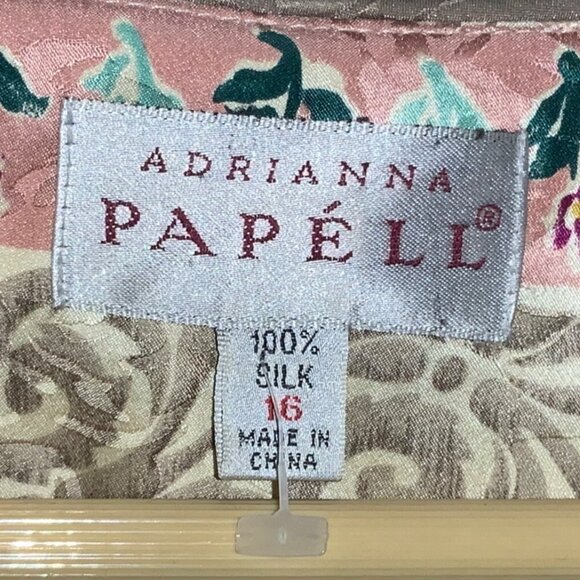 ADRIANNA
PAPÉLL®
100%
SILK
16
MADE IN
CHINA